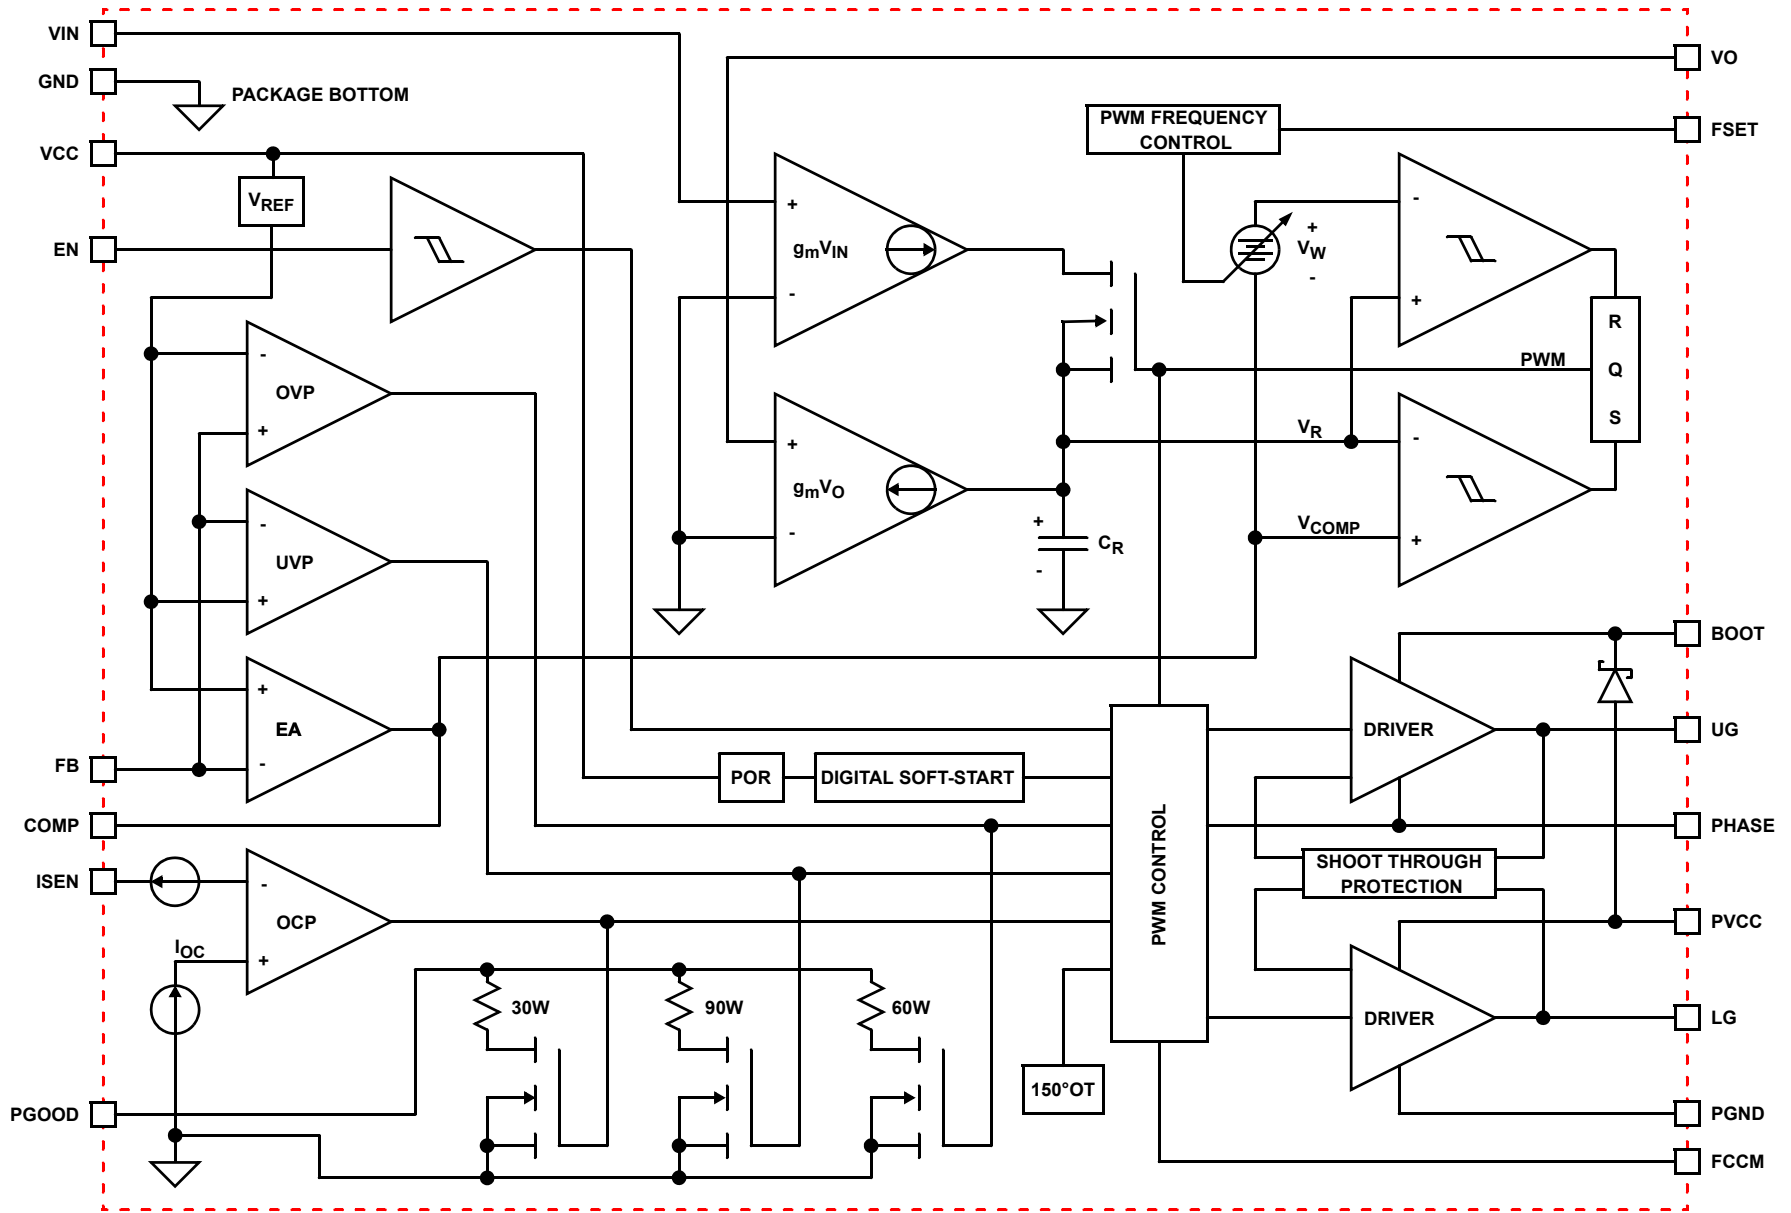 VIN
VO
GND
PACKAGE BOTTOM
PWM FREQUENCY
CONTROL
FSET
VCC
VREF
+
-
+
gmVIN
VW
EN
-
-
+
R
-
OVP
+
PWM
Q
VR
-
S
+
gmVO
-
+
CR
-
VCOMP
+
-
UVP
+
BOOT
+
EA
-
DRIVER
UG
FB
POR
DIGITAL SOFT-START
COMP
PHASE
PWM CONTROL
SHOOT THROUGH
PROTECTION
ISEN
-
OCP
+
IOC
PVCC
30W
90W
60W
DRIVER
LG
150°OT
PGOOD
PGND
FCCM